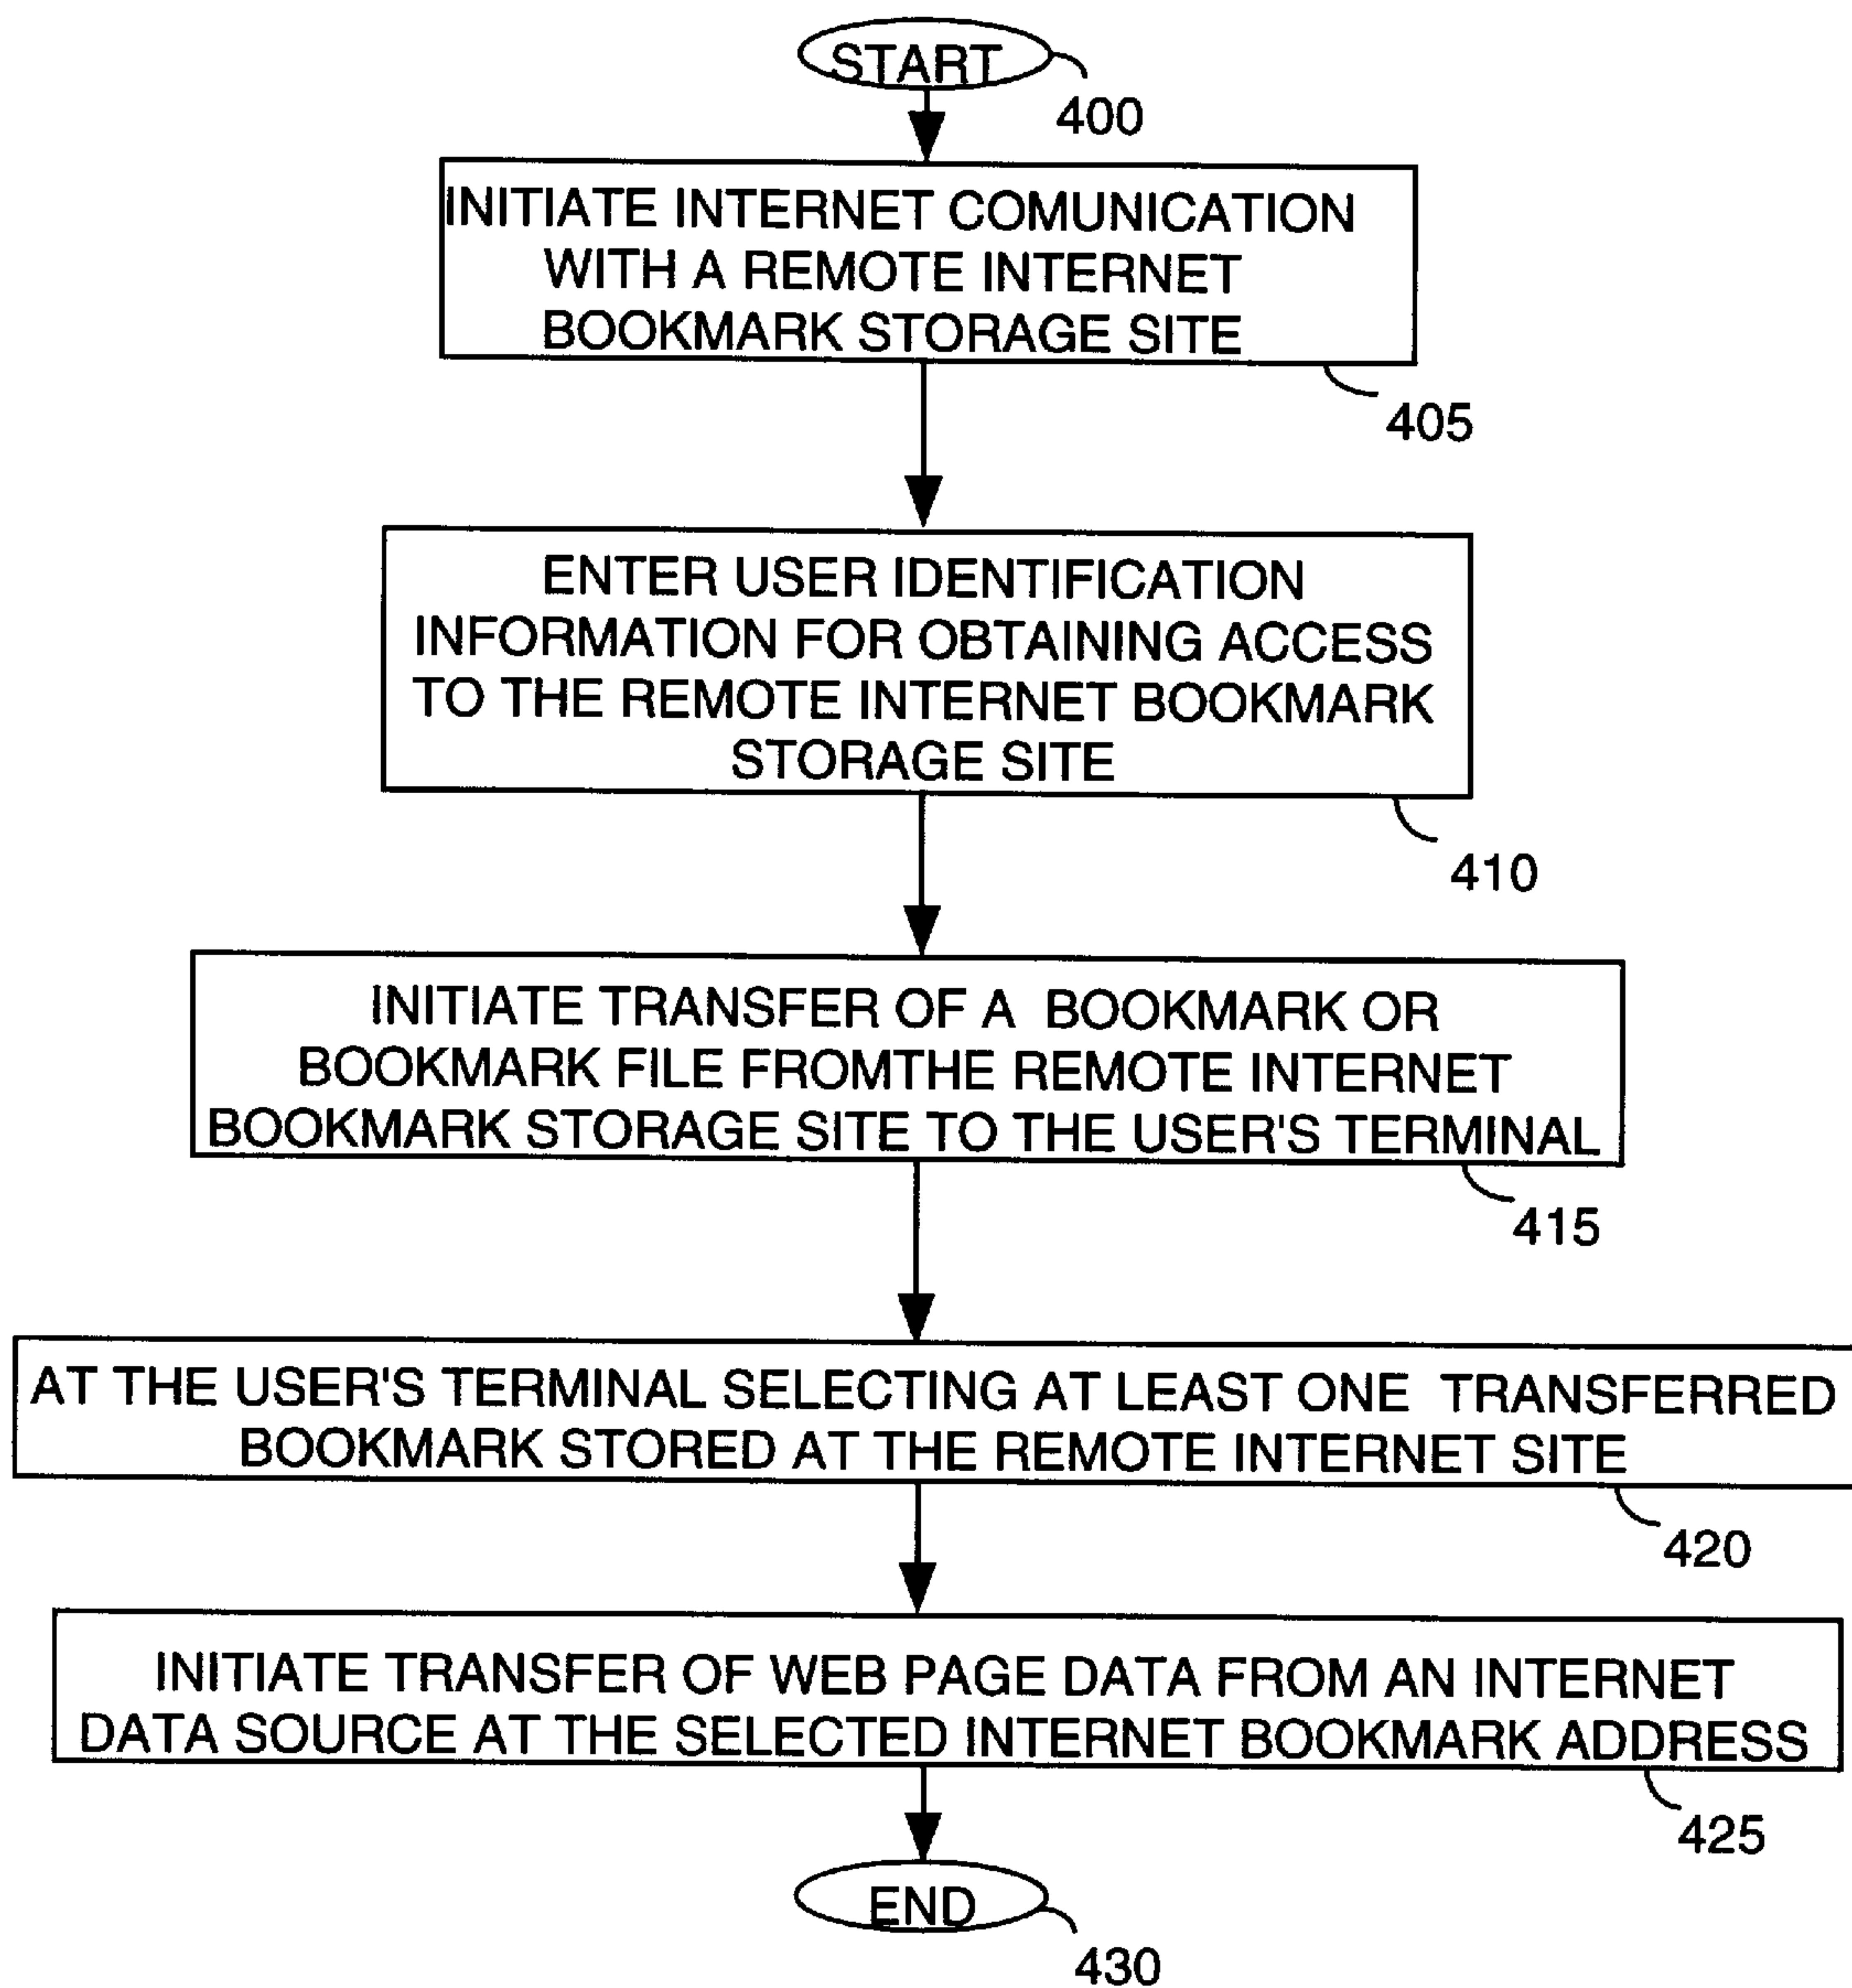 START
400
INITIATE INTERNET COMUNICATION
WITH A REMOTE INTERNET
BOOKMARK STORAGE SITE
405
ENTER USER IDENTIFICATION
INFORMATION FOR OBTAINING ACCESS
TO THE REMOTE INTERNET BOOKMARK
STORAGE SITE
410
INITIATE TRANSFER OF A BOOKMARK OR
BOOKMARK FILE FROMTHE REMOTE INTERNET
BOOKMARK STORAGE SITE TO THE USER'S TERMINAL
415
AT THE USER'S TERMINAL SELECTING AT LEAST ONE TRANSFERRED
BOOKMARK STORED AT THE REMOTE INTERNET SITE
420
INITIATE TRANSFER OF WEB PAGE DATA FROM AN INTERNET
DATA SOURCE AT THE SELECTED INTERNET BOOKMARK ADDRESS
425
END
430